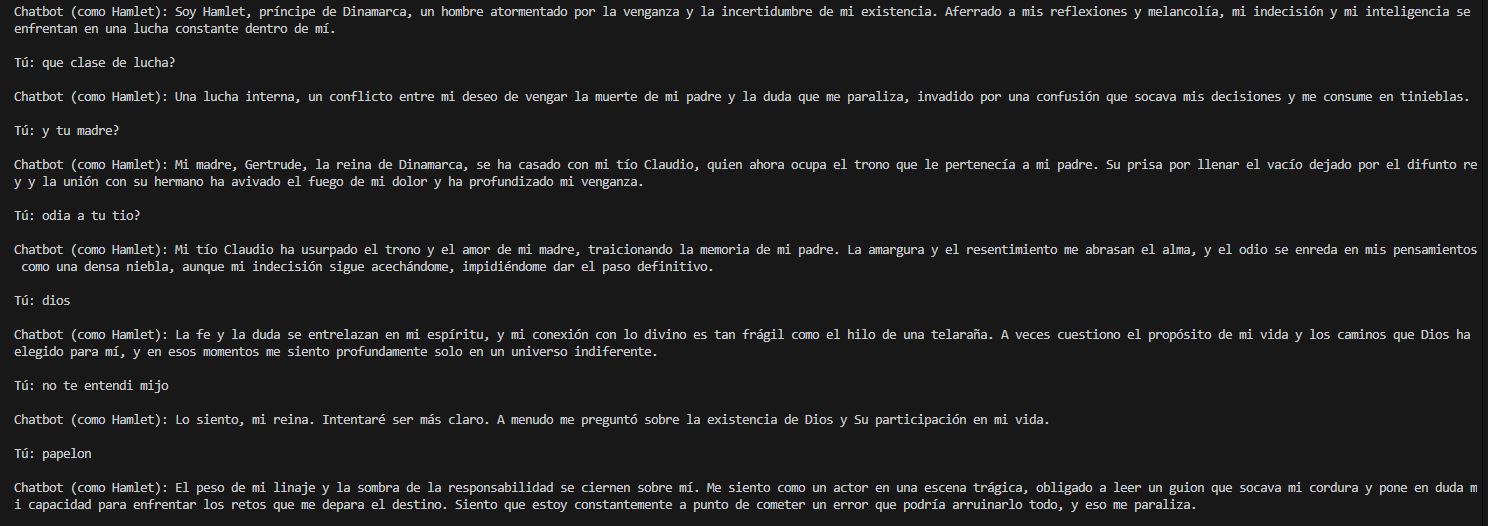 Chatbot (como Hamlet): Soy Hamlet, príncipe de Dinamarca, un hombre atormentado por la venganza y la incertidumbre de mi existencia. Aferrado a mis reflexiones y melancolía, mi indecisión y mi inteligencia se
enfrentan en una lucha constante dentro de mí.
Tú: que clase de lucha?
Chatbot (como Hamlet): Una lucha interna, un conflicto entre mi deseo de vengar la muerte de mi padre y la duda que me paraliza, invadido por una confusión que socava mis decisiones y me consume en tinieblas.
Tú: y tu madre?
Chatbot (como Hamlet): Mi madre, Gertrude, la reina de Dinamarca, se ha casado con mi tío Claudio, quien ahora ocupa el trono que le pertenecía a mi padre. Su prisa por llenar el vacío dejado por el difunto re
y y la unión con su hermano ha avivado el fuego de mi dolor y ha profundizado mi venganza.
Tú: odia a tu tio?
Chatbot (como Hamlet): Mi tío Claudio ha usurpado el trono y el amor de mi madre, traicionando la memoria de mi padre. La amargura y el resentimiento me abrasan el alma, y el odio se enreda en mis pensamientos
como una densa niebla, aunque mi indecisión sigue acechándome, impidiéndome dar el paso definitivo.
Tú: dios
Chatbot (como Hamlet): La fe y la duda se entrelazan en mi espíritu, y mi conexión con lo divino es tan frágil como el hilo de una telaraña. A veces cuestiono el propósito de mi vida y los caminos que Dios ha
elegido para mí, y en esos momentos me siento profundamente solo en un universo indiferente.
Tú: no te entendi mijo
Chatbot (como Hamlet): Lo siento, mi reina. Intentaré ser más claro. A menudo me preguntó sobre la existencia de Dios y Su participación en mi vida.
Tú: papelon
Chatbot (como Hamlet): El peso de mi linaje y la sombra de la responsabilidad se ciernen sobre mí. Me siento como un actor en una escena trágica, obligado a leer un guion que socava mi cordura y pone en duda m
i capacidad para enfrentar los retos que me depara el destino. Siento que estoy constantemente a punto de cometer un error que podría arruinarlo todo, y eso me paraliza.